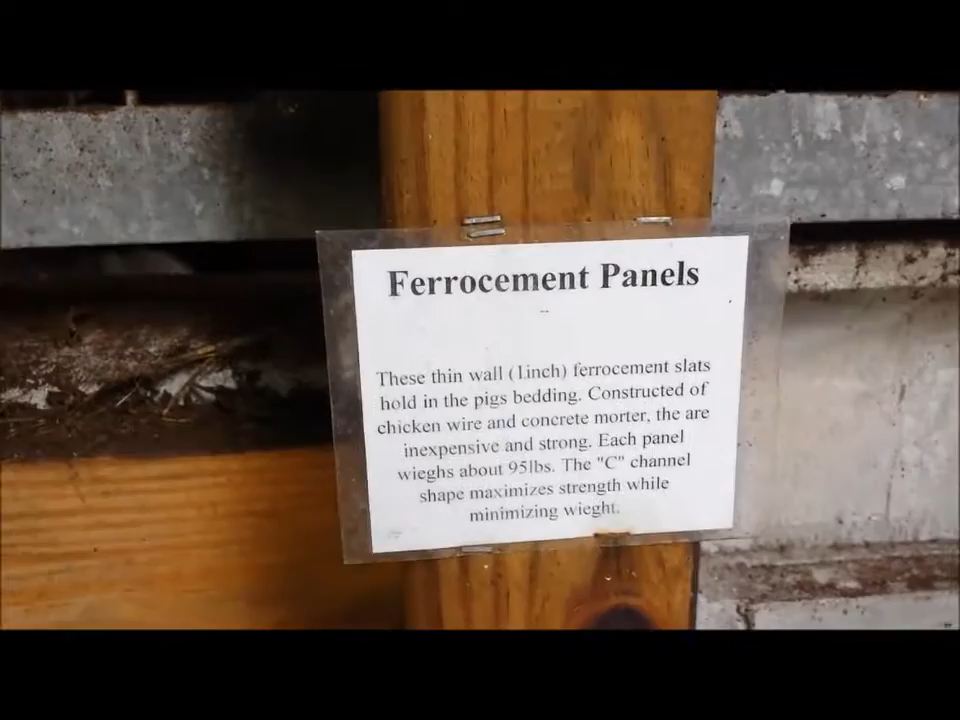 Ferrocement Panels
These thin wall (1inch) ferrocement slats
hold in the pigs bedding. Constructed of
chicken wire and concrete morter, the are
inexpensive and strong. Each panel
wieghs about 95lbs. The "C" channel
shape maximizes strength while
minimizing wieght.